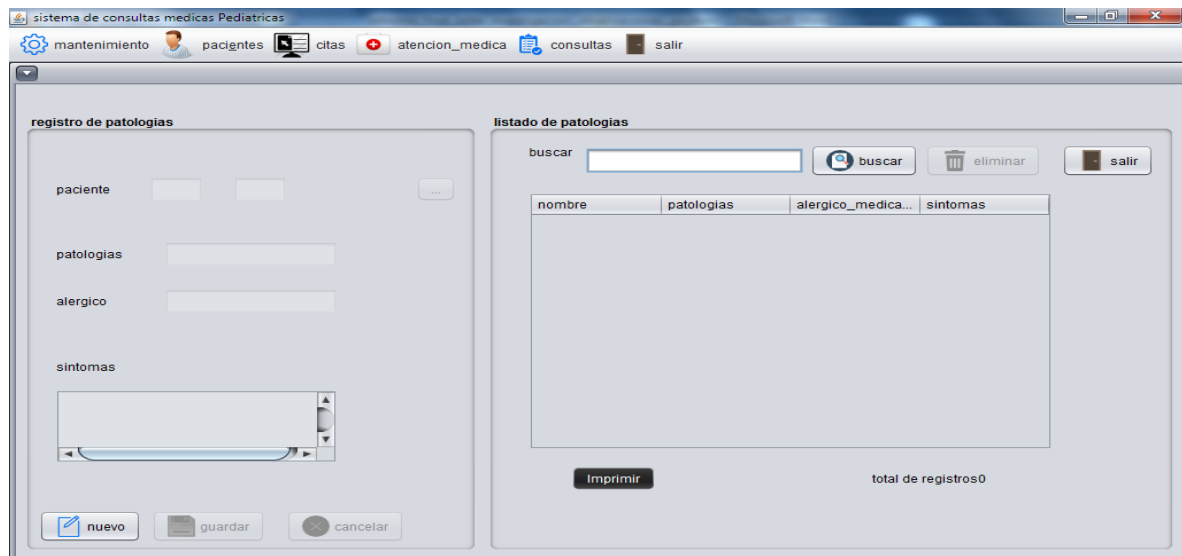 sistema de consultas medicas Pediatricas
mantenimiento pacientes citas atencion_medica consultas salir
registro de patologias
paciente
...
patologias
alergico
sintomas
nuevo guardar cancelar
listado de patologias
buscar buscar eliminar salir
nombre patologias alergico_medica... sintomas
Imprimir total de registros0